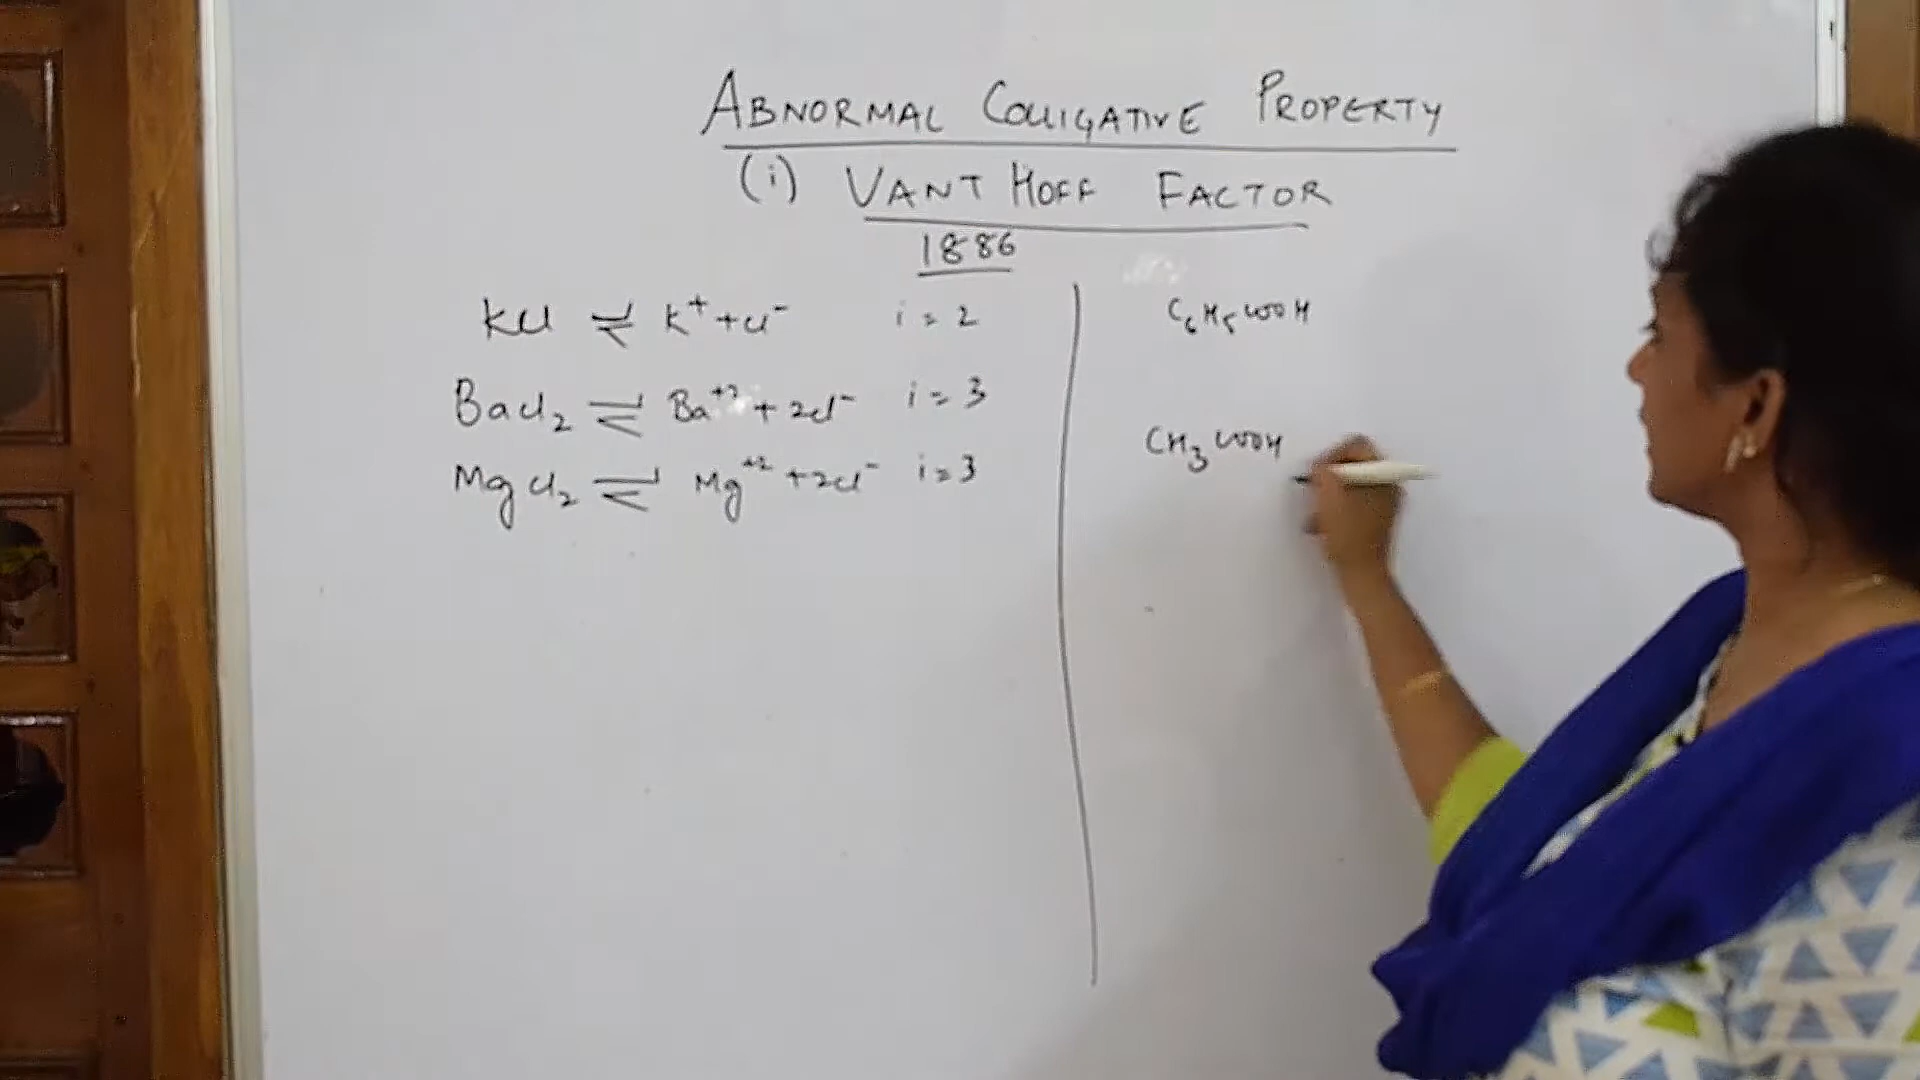 ABNORMAL COLLIGATIVE PROPERTY
(i) VANT HOFF FACTOR
1886
KCl ⇌ K⁺ + Cl⁻ i = 2
BaCl₂ ⇌ Ba⁺² + 2Cl⁻ i = 3
MgCl₂ ⇌ Mg⁺² + 2Cl⁻ i = 3
C₆H₅COOH
CH₃COOH